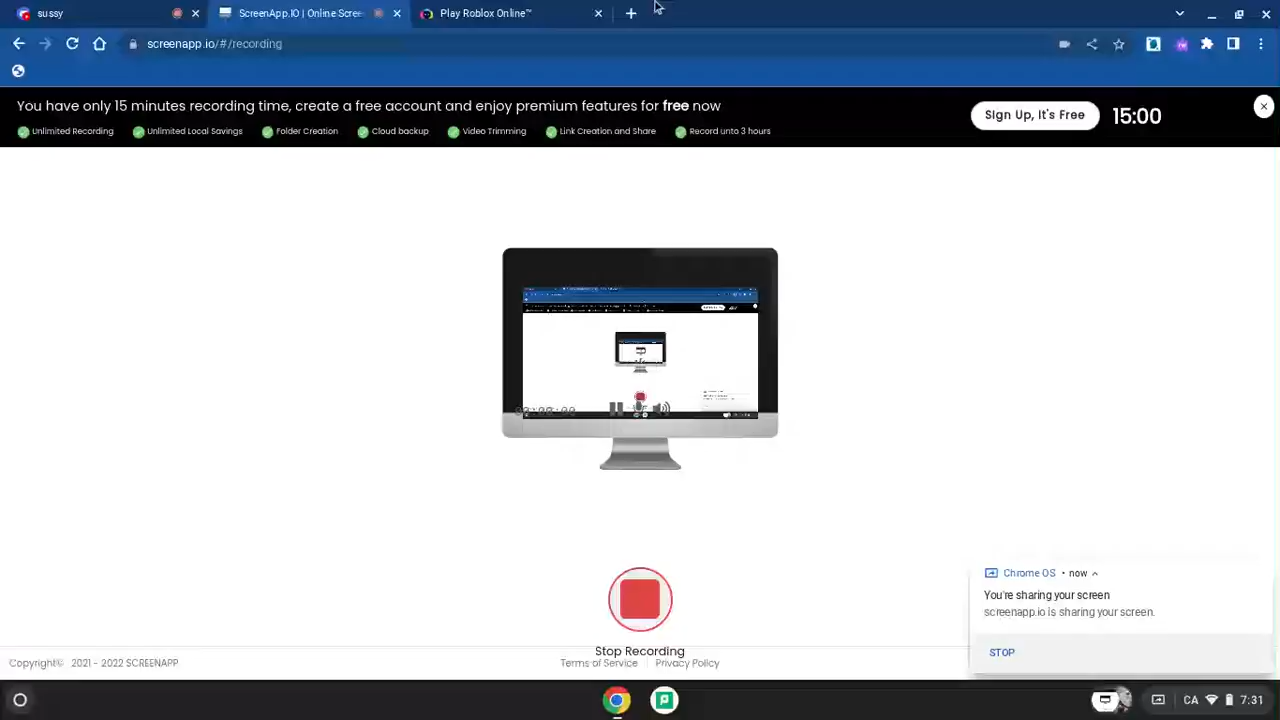 sussy
ScreenApp.IO | Online Scree
Play Roblox Online™
screenapp.io/#/recording
You have only 15 minutes recording time, create a free account and enjoy premium features for free now
Unlimited Recording
Unlimited Local Savings
Folder Creation
Cloud backup
Video Trimming
Link Creation and Share
Record unto 3 hours
Sign Up, It's Free
15:00
Chrome OS • now
You're sharing your screen
screenapp.io is sharing your screen.
STOP
Stop Recording
Copyright© 2021 - 2022 SCREENAPP
Terms of Service
Privacy Policy
CA
7:31